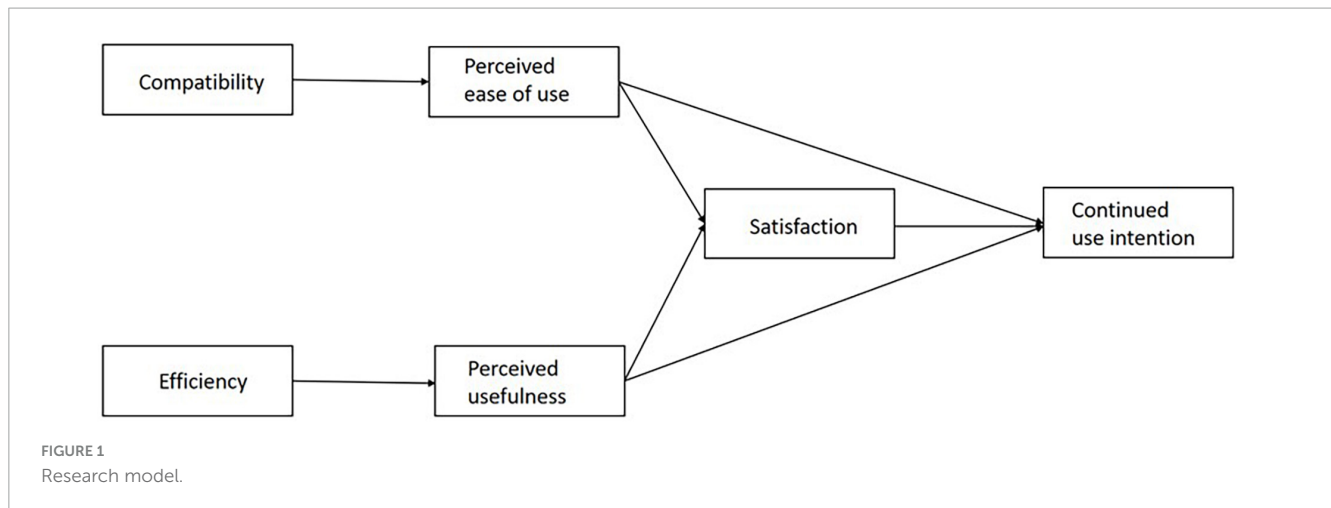 Compatibility
Perceived
ease of use
Satisfaction
Continued
use intention
Efficiency
Perceived
usefulness
FIGURE 1
Research model.